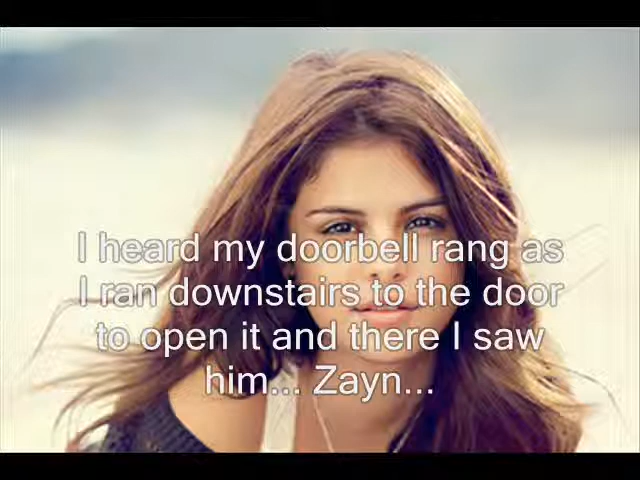 I heard my doorbell rang as
I ran downstairs to the door
to open it and there I saw
him... Zayn...